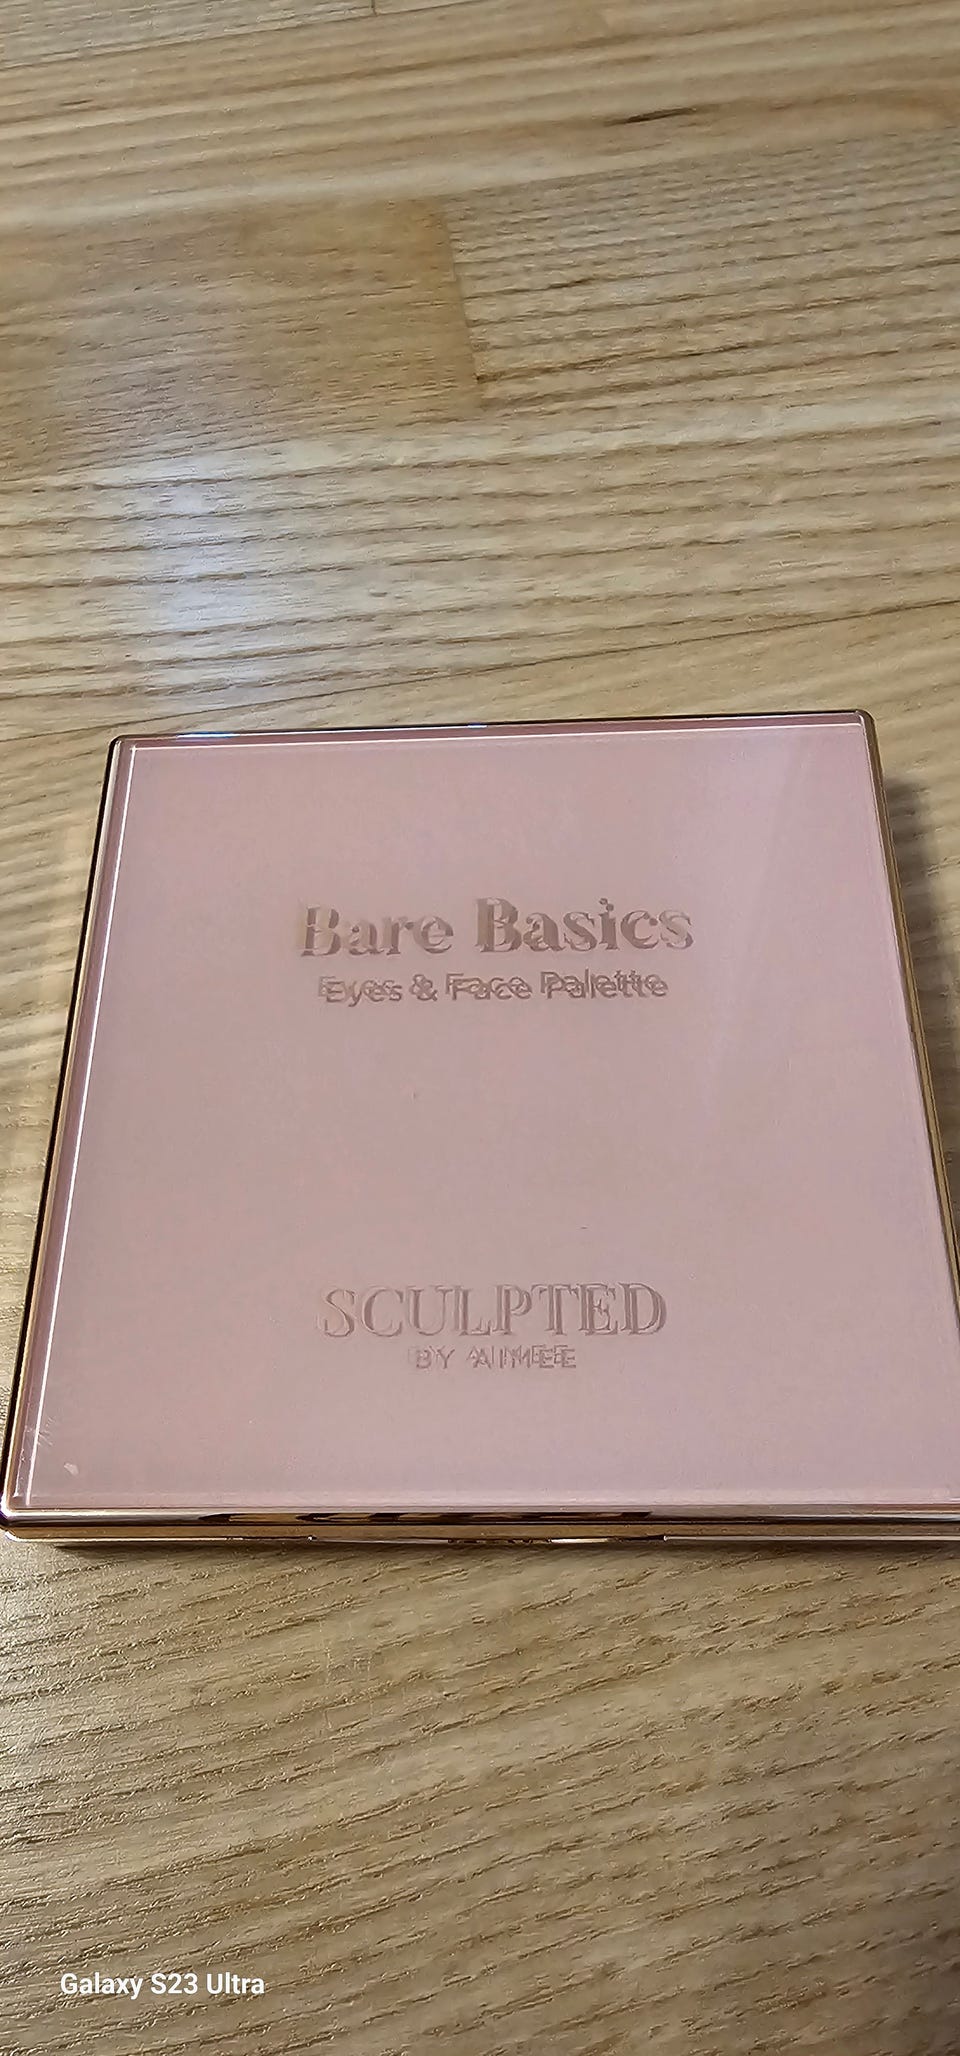 Bare Basics
Eyes & Face Palette
SCULPTED
BY AIMEE
Galaxy S23 Ultra